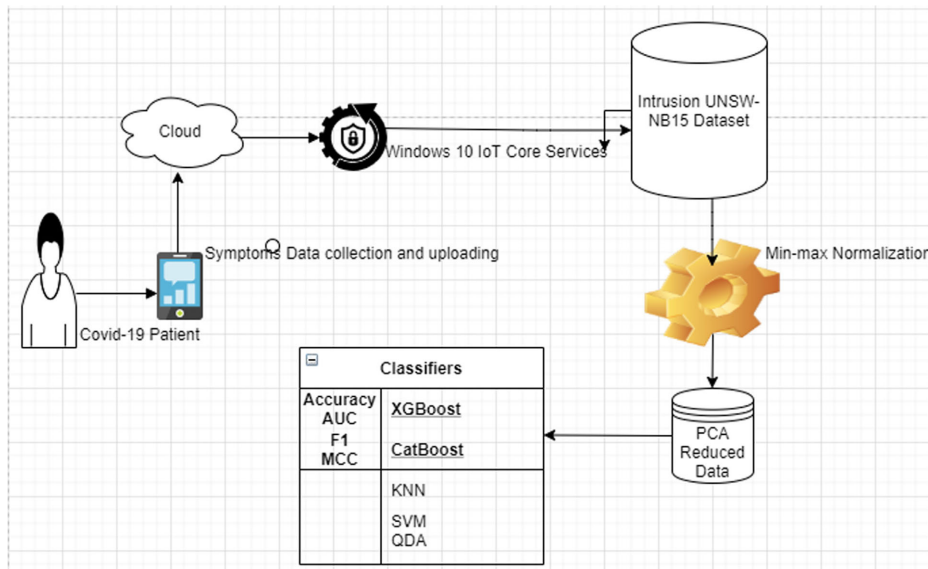 Cloud
Windows 10 IoT Core Services
Intrusion UNSW-
NB15 Dataset
Symptoms Data collection and uploading
Min-max Normalization
Covid-19 Patient
Classifiers
Accuracy
AUC
F1
MCC
XGBoost
CatBoost
KNN
SVM
QDA
PCA
Reduced
Data